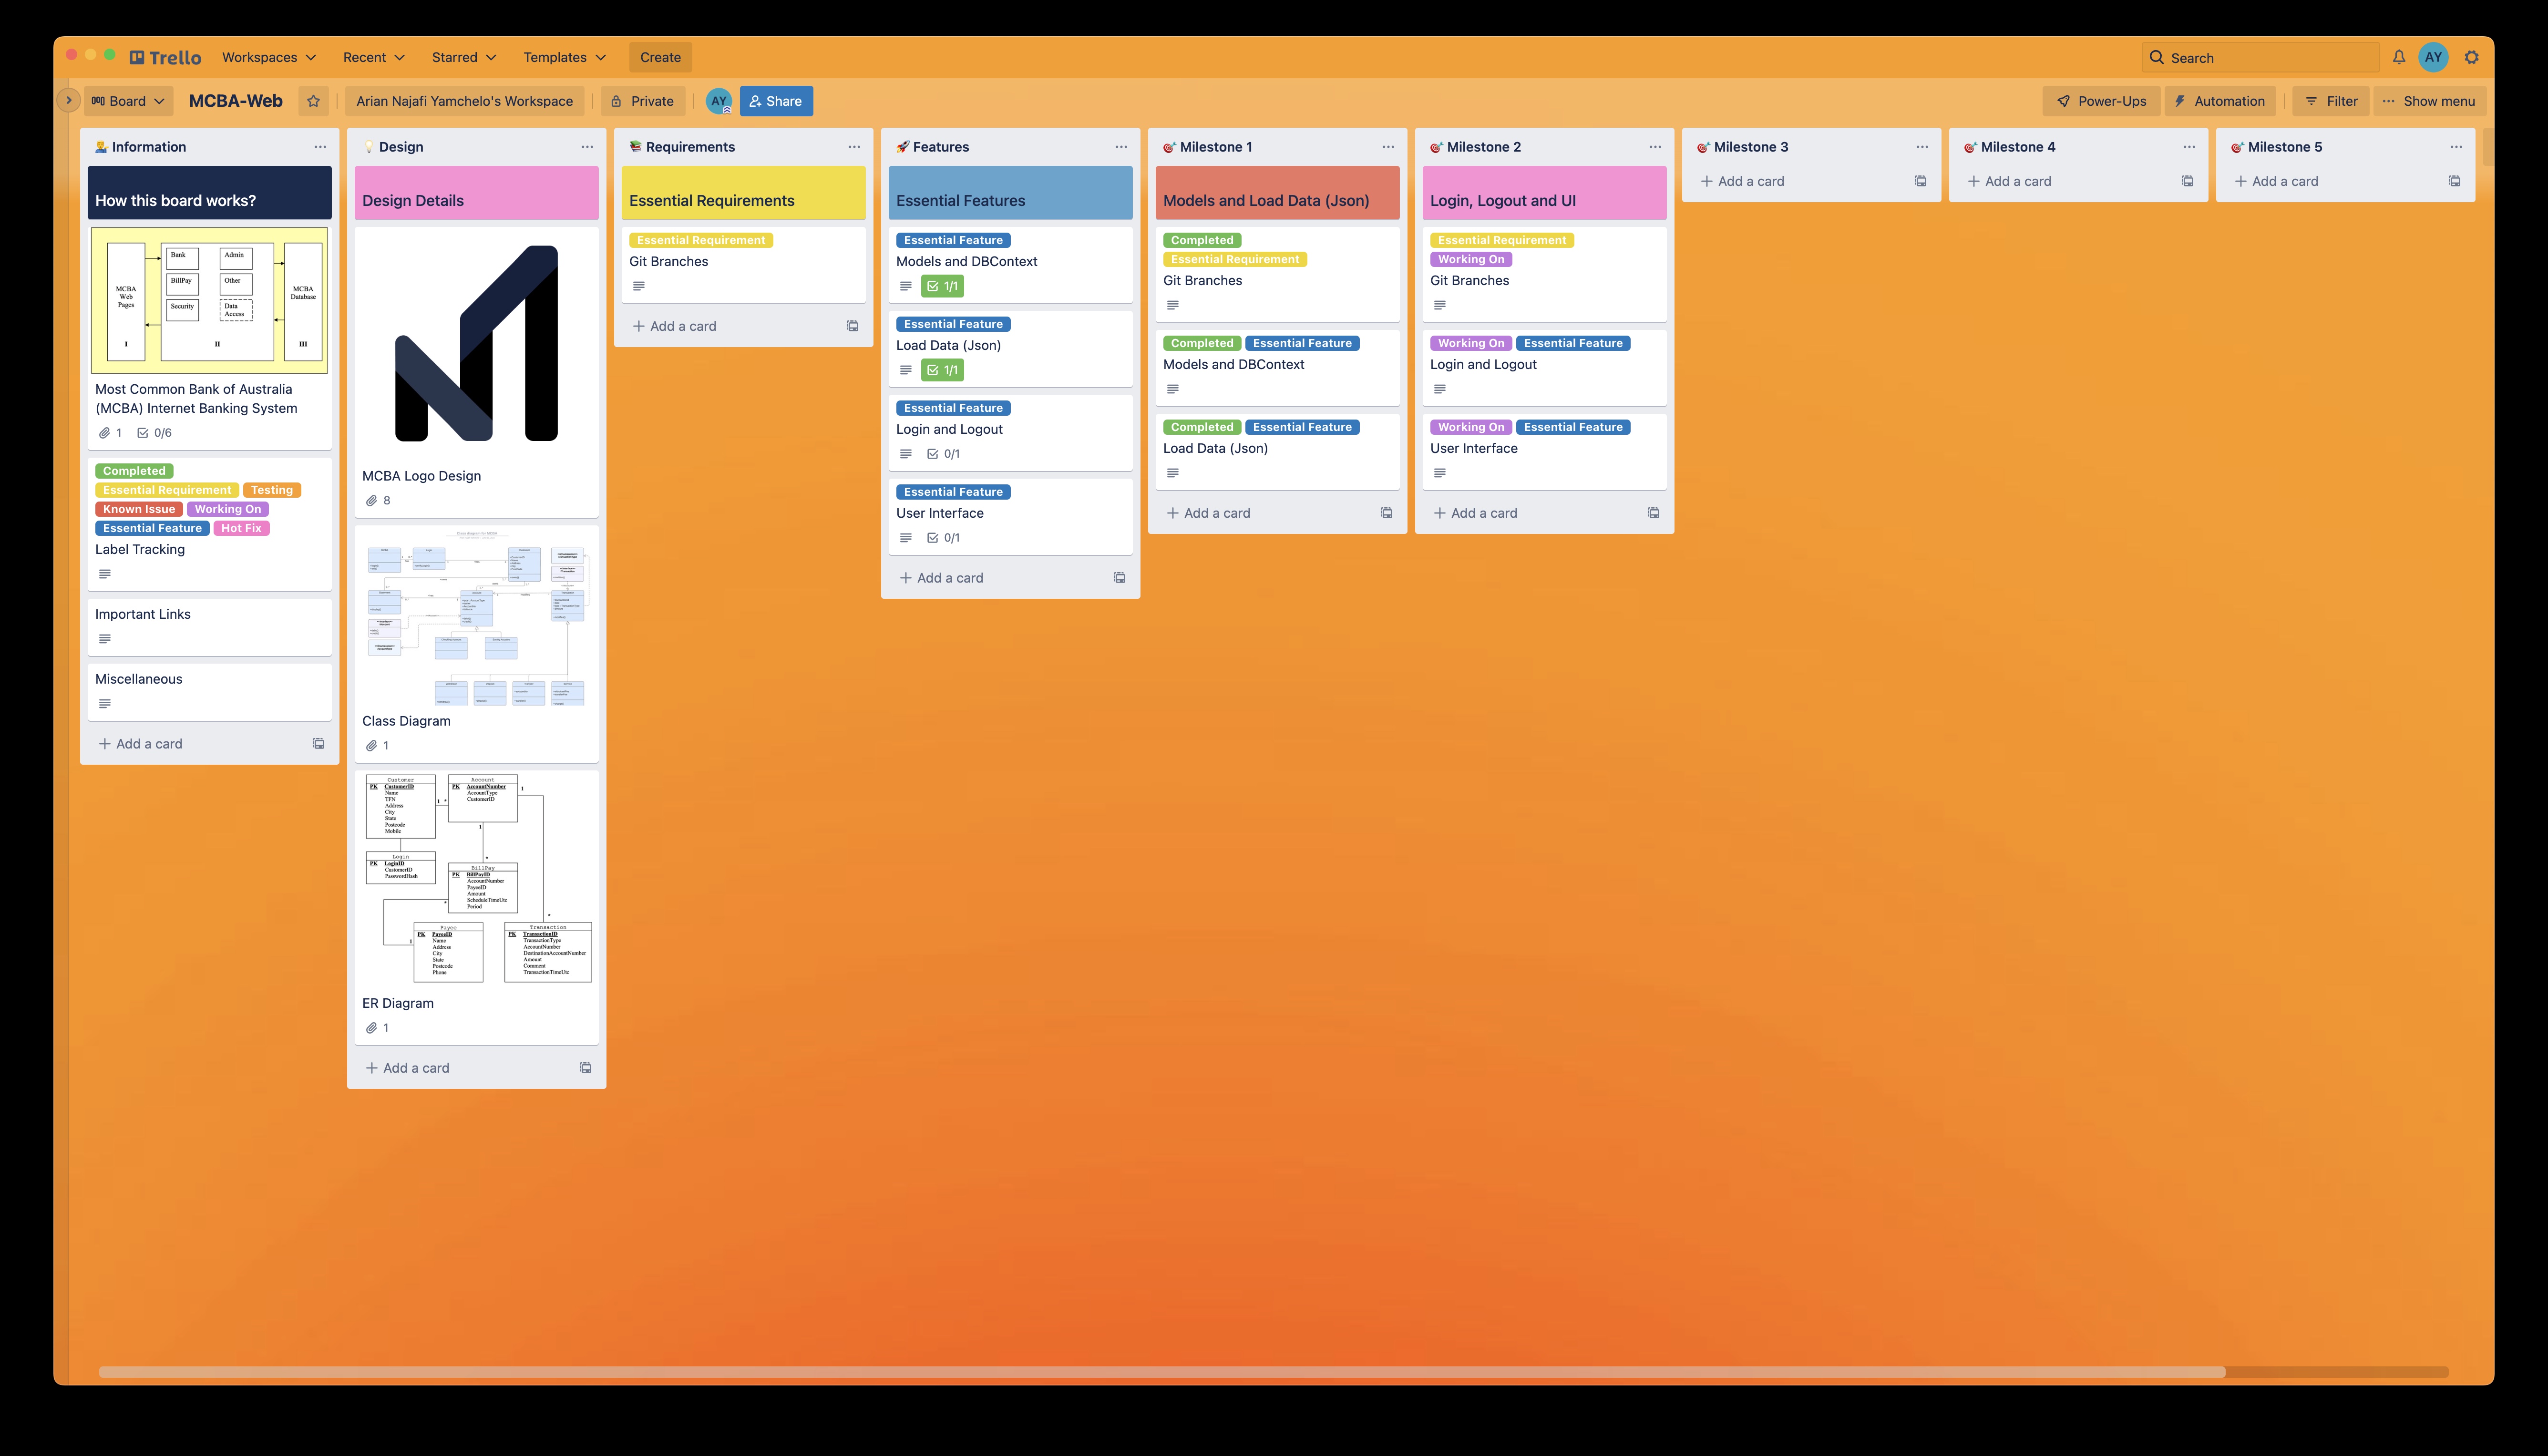 Trello
Workspaces
Recent
Starred
Templates
Create
Search
AY
Board
MCBA-Web
Arian Najafi Yamchelo's Workspace
Private
AY
Share
Power-Ups
Automation
Filter
Show menu
Information
How this board works?
MCBA
Web
Pages
I
Bank
Admin
BillPay
Other
Security
Data
Access
II
MCBA
Database
III
Most Common Bank of Australia
(MCBA) Internet Banking System
1
0/6
Completed
Essential Requirement
Testing
Known Issue
Working On
Essential Feature
Hot Fix
Label Tracking
Important Links
Miscellaneous
Add a card
Design
Design Details
MCBA Logo Design
8
Class Diagram
1
Customer
PK CustomerID
Name
TFN
Address
City
State
Postcode
Mobile
1
*
Account
PK AccountNumber
AccountType
CustomerID
1
1
*
Login
PK LoginID
CustomerID
PasswordHash
BillPay
PK BillPayID
AccountNumber
PayeeID
Amount
ScheduleTimeUtc
Period
*
*
1
Payee
PK PayeeID
Name
Address
City
State
Postcode
Phone
Transaction
PK TransactionID
TransactionType
AccountNumber
DestinationAccountNumber
Amount
Comment
TransactionTimeUtc
ER Diagram
1
Add a card
Requirements
Essential Requirements
Essential Requirement
Git Branches
Add a card
Features
Essential Features
Essential Feature
Models and DBContext
1/1
Essential Feature
Load Data (Json)
1/1
Essential Feature
Login and Logout
0/1
Essential Feature
User Interface
0/1
Add a card
Milestone 1
Models and Load Data (Json)
Completed
Essential Requirement
Git Branches
Completed
Essential Feature
Models and DBContext
Completed
Essential Feature
Load Data (Json)
Add a card
Milestone 2
Login, Logout and UI
Essential Requirement
Working On
Git Branches
Working On
Essential Feature
Login and Logout
Working On
Essential Feature
User Interface
Add a card
Milestone 3
Add a card
Milestone 4
Add a card
Milestone 5
Add a card